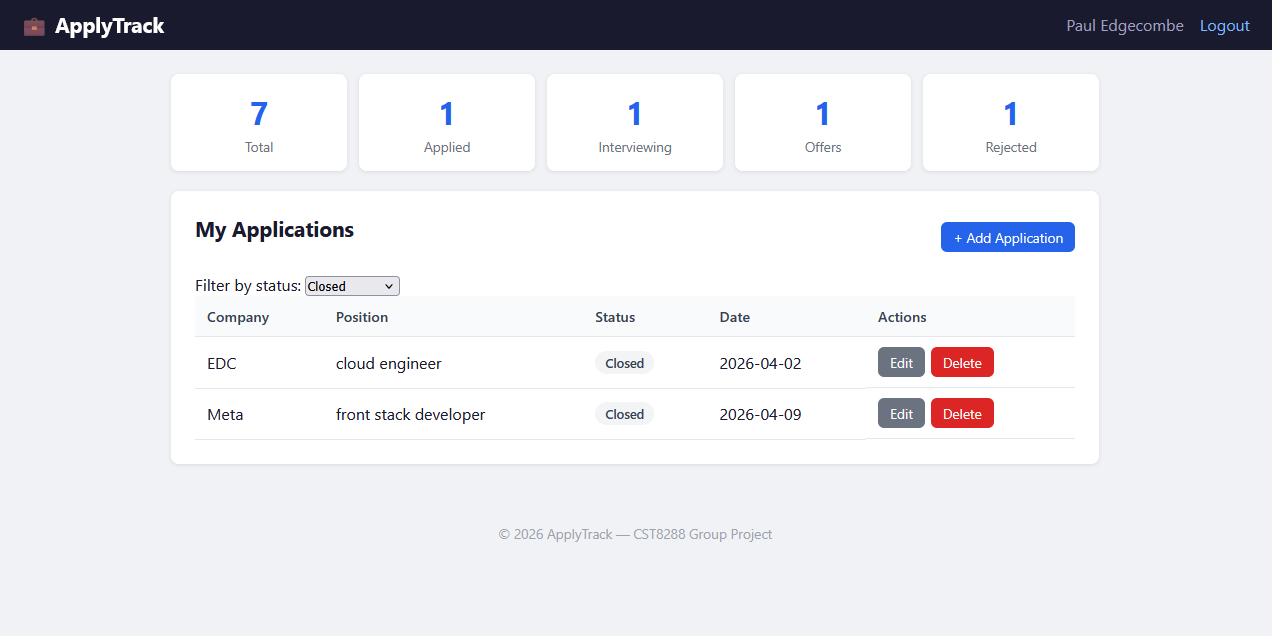 ApplyTrack Paul Edgecombe Logout
7 1 1 1 1
Total Applied Interviewing Offers Rejected
My Applications
+ Add Application
Filter by status: Closed
Company Position Status Date Actions
EDC cloud engineer Closed 2026-04-02 Edit Delete
Meta front stack developer Closed 2026-04-09 Edit Delete
© 2026 ApplyTrack — CST8288 Group Project